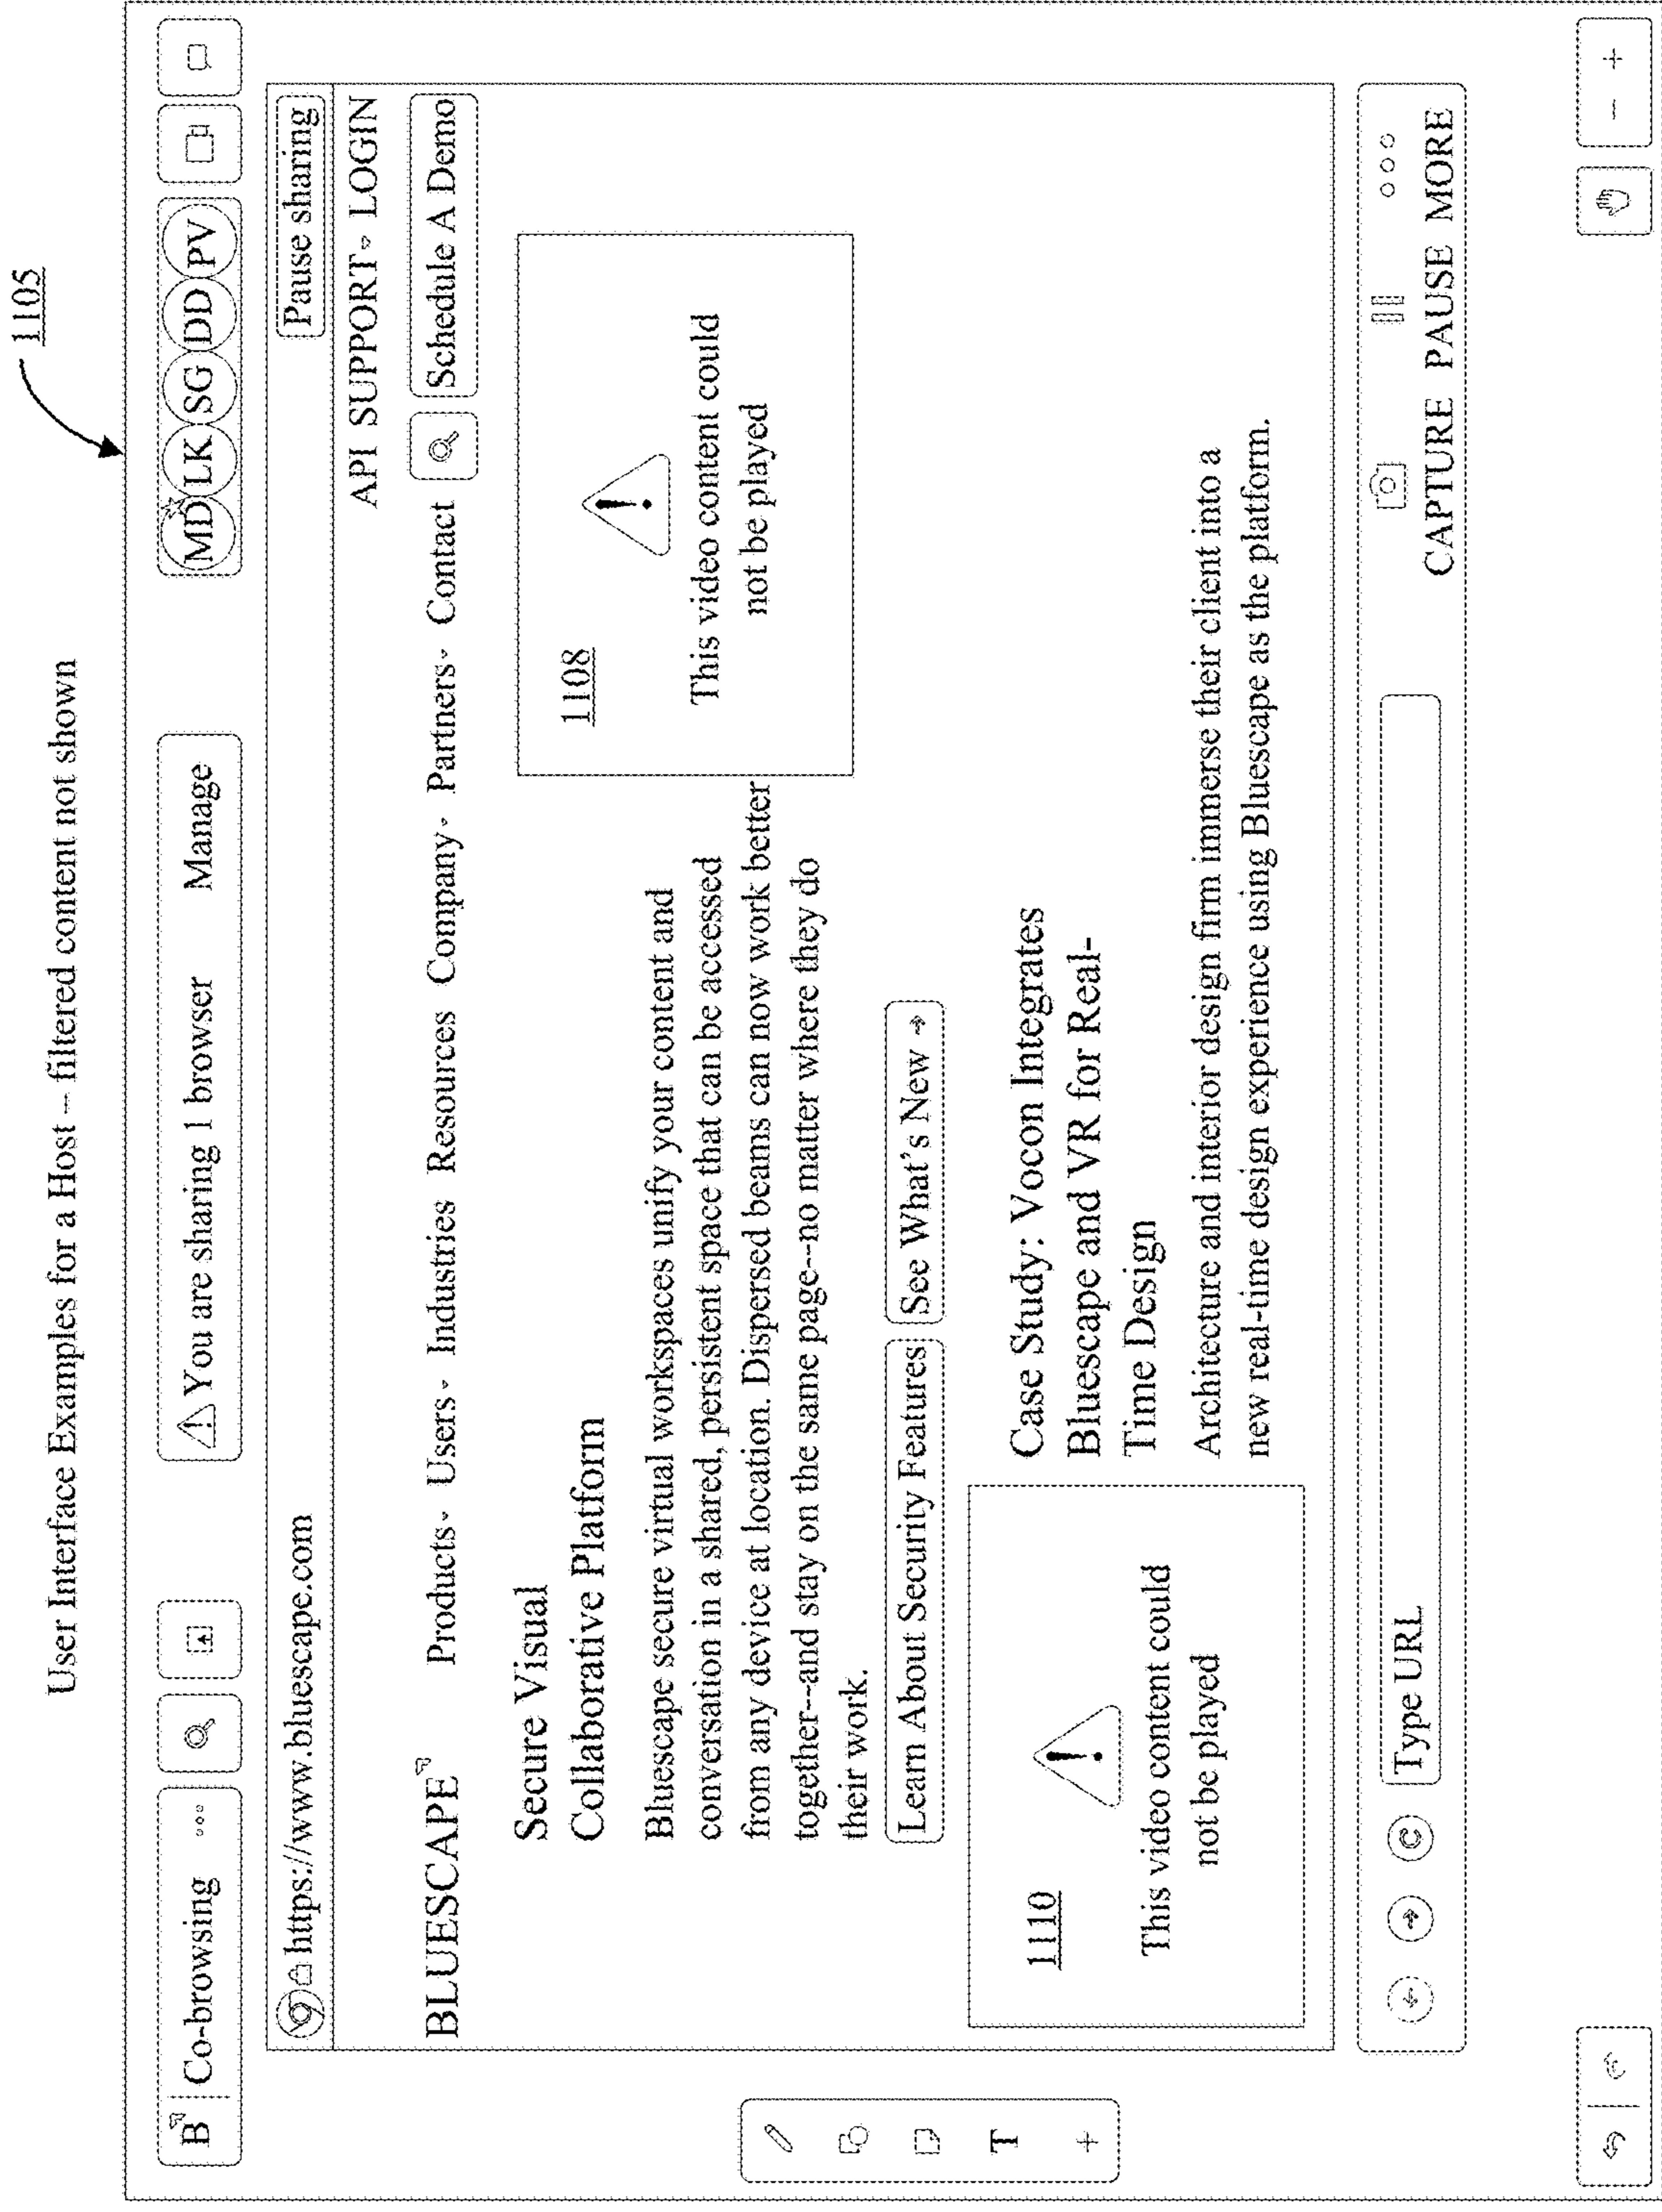 User Interface Examples for a Host – filtered content not shown
1105
B Co-browsing
⚠ You are sharing 1 browser Manage
MD LK SG DD PV
https://www.bluescape.com
Pause sharing
API SUPPORT LOGIN
BLUESCAPE Products Users Industries Resources Company Partners Contact
Schedule A Demo
Secure Visual
Collaborative Platform
Bluescape secure virtual workspaces unify your content and
conversation in a shared, persistent space that can be accessed
from any device at location. Dispersed beams can now work better
together--and stay on the same page--no matter where they do
their work.
Learn About Security Features
See What's New →
1108
This video content could
not be played
1110
This video content could
not be played
Case Study: Vocon Integrates
Bluescape and VR for Real-
Time Design
Architecture and interior design firm immerse their client into a
new real-time design experience using Bluescape as the platform.
T
Type URL
CAPTURE PAUSE MORE